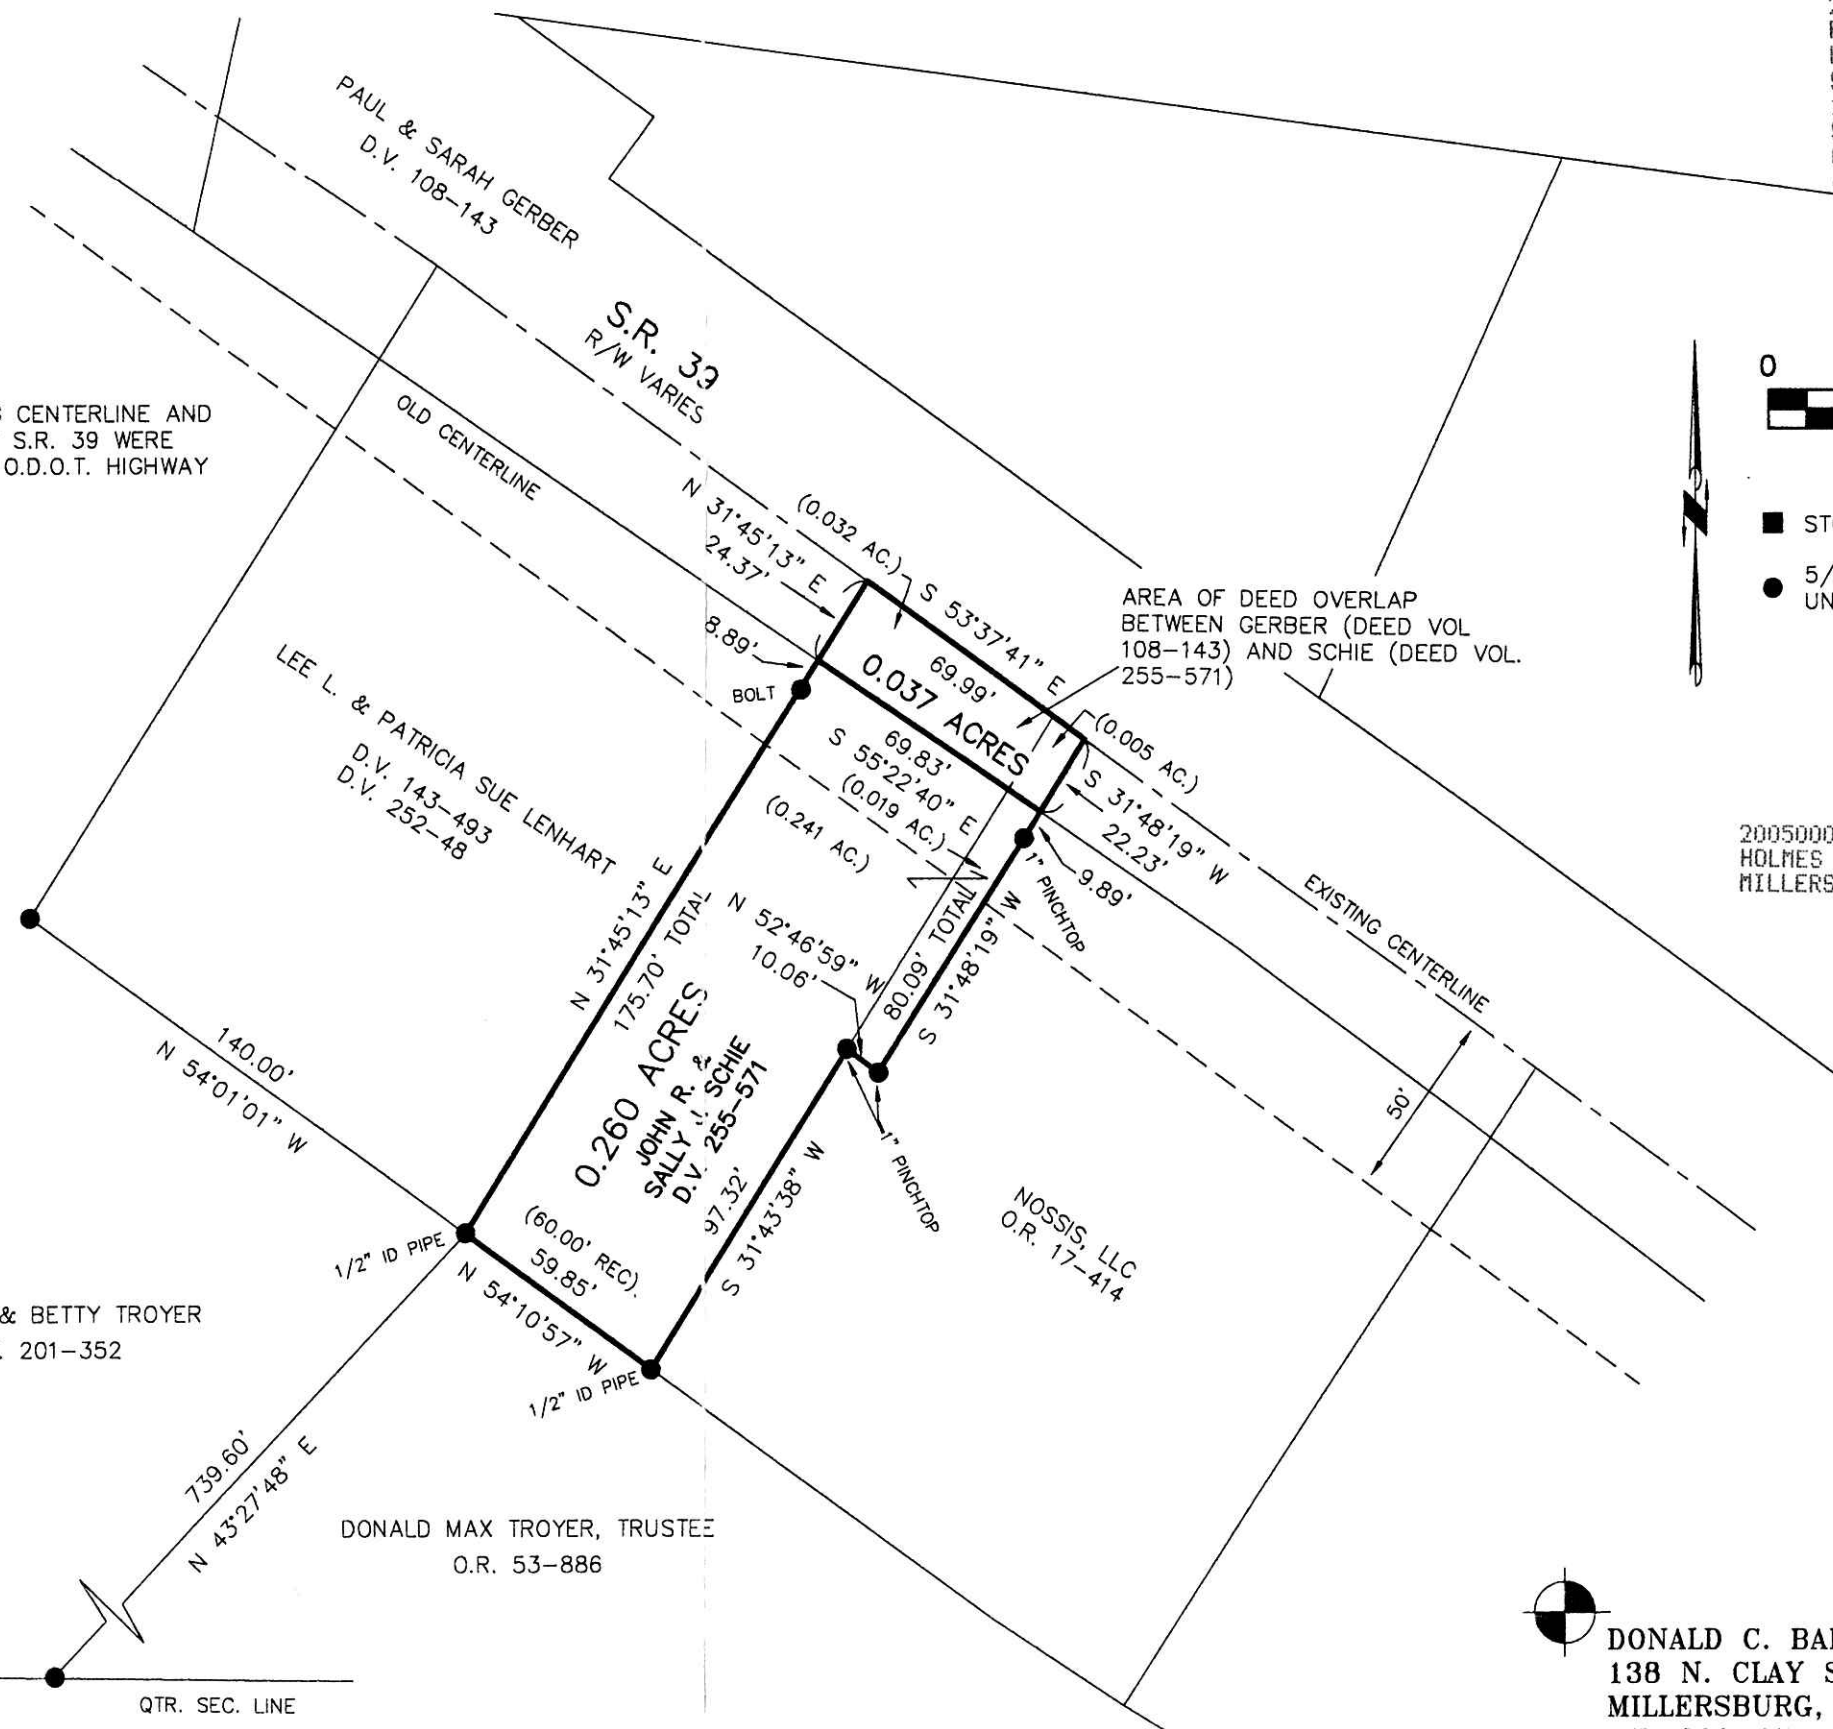 PAUL & SARAH GERBER
D.V. 108-143
S.R. 39
R/W VARIES
CENTERLINE AND
S.R. 39 WERE
O.D.O.T. HIGHWAY
OLD CENTERLINE
0
N 31°45'13" E
24.37'
(0.032 AC.)
S 53°37'41" E
69.99'
8.89'
BOLT
0.037 ACRES
AREA OF DEED OVERLAP
BETWEEN GERBER (DEED VOL
108-143) AND SCHIE (DEED VOL.
255-571)
5/
69.83'
S 55°22'40" E
(0.019 AC.)
(0.241 AC.)
(0.005 AC.)
S 31°48'19" W
22.23'
9.89'
1" PINCHTOP
LEE L. & PATRICIA SUE LENHART
D.V. 143-493
D.V. 252-48
2005000
HOLMES
MILLERS
EXISTING CENTERLINE
N 31°45'13" E
175.70' TOTAL
N 52°46'59" W
10.06'
80.09' TOTAL
S 31°48'19" W
50'
140.00'
N 54°01'01" W
0.260 ACRES
JOHN R. &
SALLY J. SCHIE
D.V. 255-571
97.32'
S 31°43'38" W
1" PINCHTOP
NOSSIS, LLC
O.R. 17-414
1/2" ID PIPE
(60.00' REC).
59.85'
N 54°10'57" W
1/2" ID PIPE
& BETTY TROYER
201-352
739.60'
N 43°27'48" E
DONALD MAX TROYER, TRUSTEE
O.R. 53-886
QTR. SEC. LINE
DONALD C.
138 N. CLAY
MILLERSBURG,